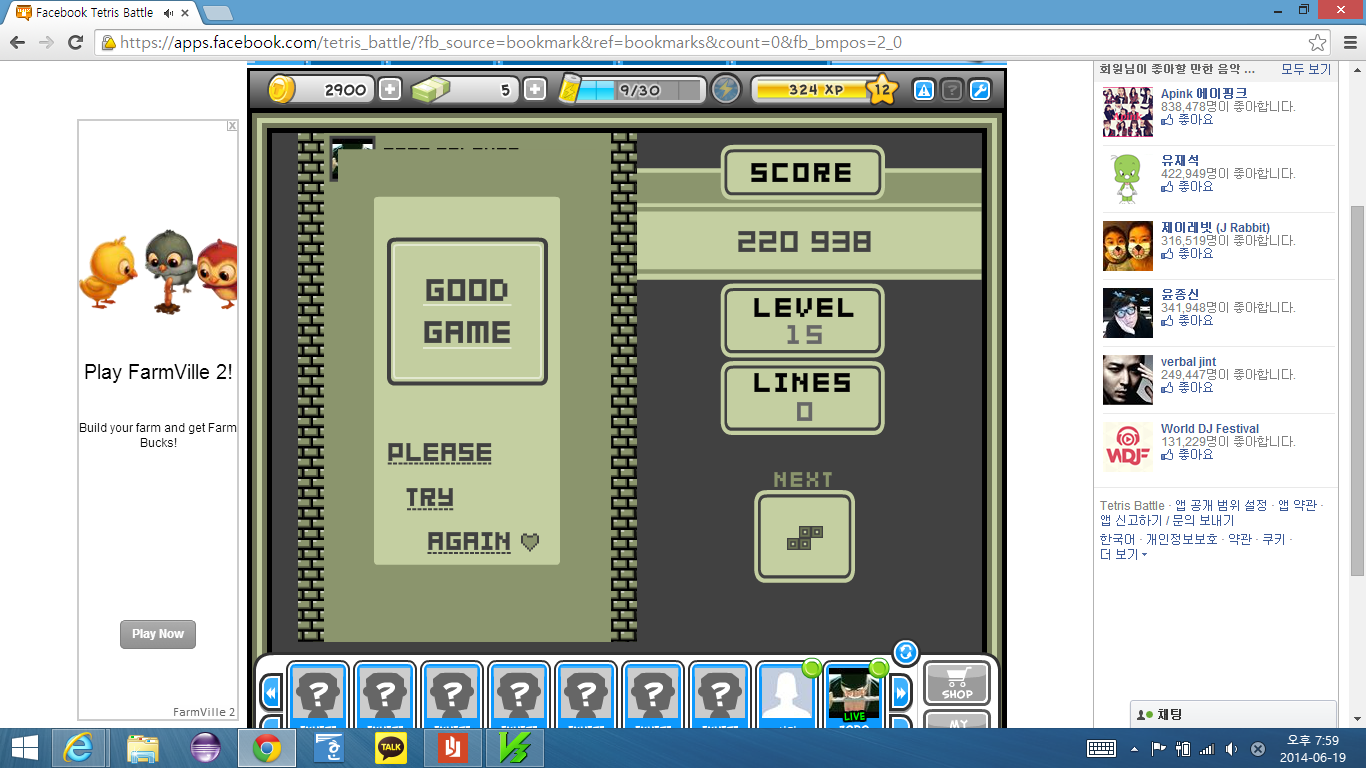 Facebook Tetris Battle
https://apps.facebook.com/tetris_battle/?fb_source=bookmark&ref=bookmarks&count=0&fb_bmpos=2_0
2900
5
9/30
324 XP
12
Play FarmVille 2!
Build your farm and get Farm
Bucks!
Play Now
FarmVille 2
GOOD
GAME
PLEASE
TRY
AGAIN
SCORE
220 938
LEVEL
15
LINES
0
NEXT
LIVE
SHOP
MY
회원님이 좋아할 만한 음악 ...
모두 보기
Apink 에이핑크
838,478명이 좋아합니다.
좋아요
유재석
422,949명이 좋아합니다.
좋아요
제이레빗 (J Rabbit)
316,519명이 좋아합니다.
좋아요
윤종신
341,948명이 좋아합니다.
좋아요
verbal jint
249,447명이 좋아합니다.
좋아요
World DJ Festival
131,229명이 좋아합니다.
좋아요
WDJF
Tetris Battle · 앱 공개 범위 설정 · 앱 약관 ·
앱 신고하기 / 문의 보내기
한국어 · 개인정보보호 · 약관 · 쿠키 ·
더 보기
채팅
TALK
오후 7:59
2014-06-19